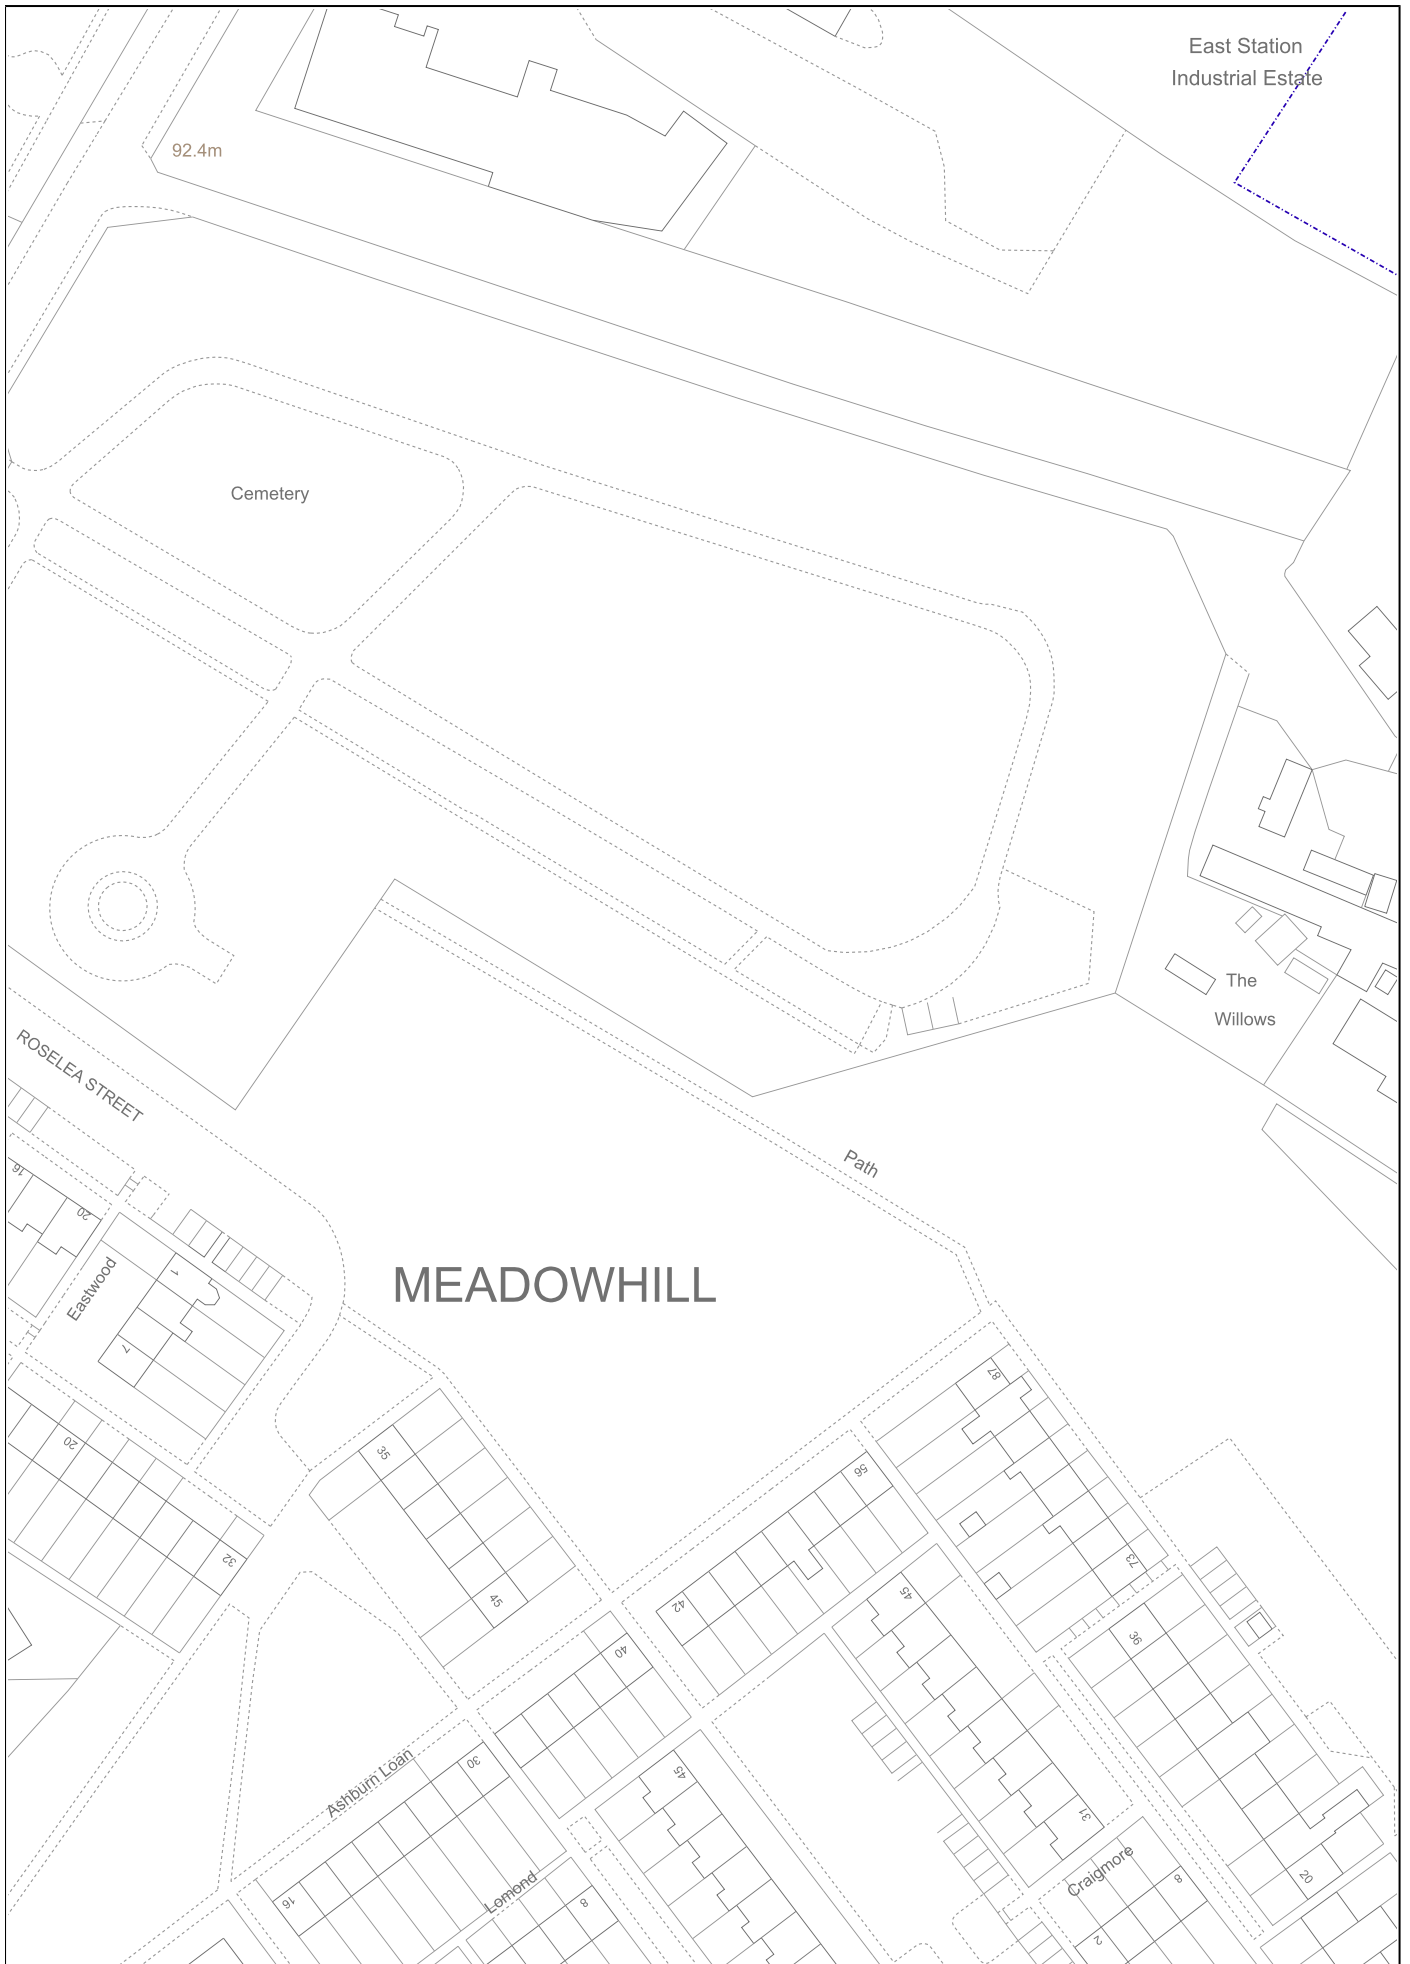 East Station
Industrial Estate
92.4m
Cemetery
The
Willows
ROSELEA STREET
Path
16
20
Eastwood
1
7
MEADOWHILL
87
35
20
56
32
73
45
42
45
36
40
30
Ashburn Loan
45
31
Craigmore
20
8
Lomond
16
8
2